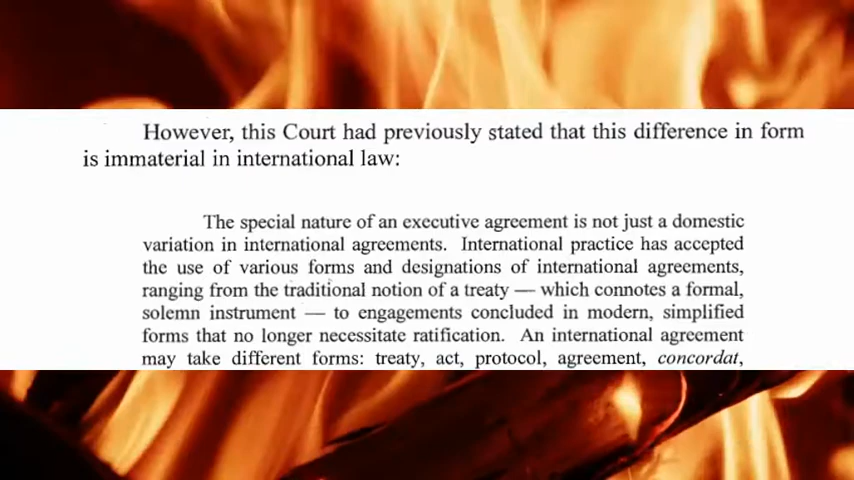 However, this Court had previously stated that this difference in form
is immaterial in international law:
The special nature of an executive agreement is not just a domestic
variation in international agreements. International practice has accepted
the use of various forms and designations of international agreements,
ranging from the traditional notion of a treaty — which connotes a formal,
solemn instrument — to engagements concluded in modern, simplified
forms that no longer necessitate ratification. An international agreement
may take different forms: treaty, act, protocol, agreement, concordat,